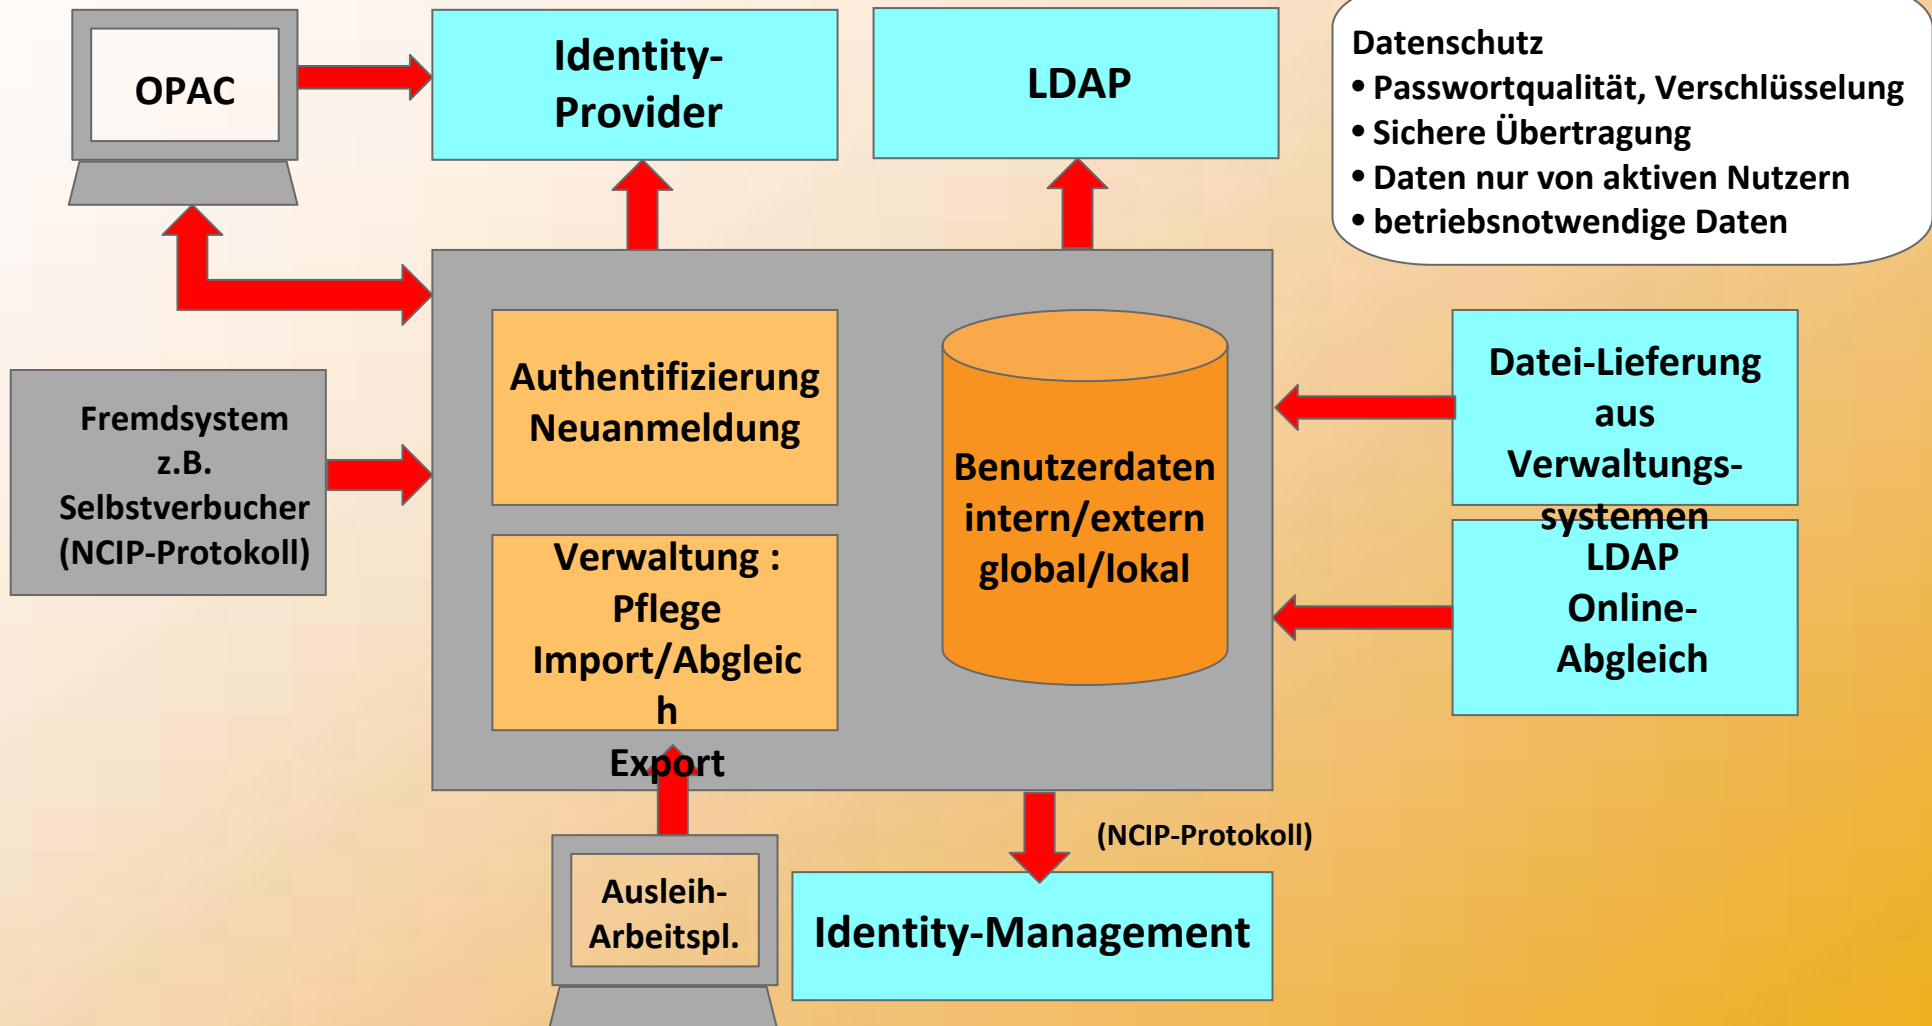 OPAC
Identity-
Provider
LDAP
Datenschutz
• Passwortqualität, Verschlüsselung
• Sichere Übertragung
• Daten nur von aktiven Nutzern
• betriebsnotwendige Daten
Fremdsystem
z.B.
Selbstverbucher
(NCIP-Protokoll)
Authentifizierung
Neuanmeldung
Verwaltung :
Pflege
Import/Abgleic
h
Export
Benutzerdaten
intern/extern
global/lokal
Datei-Lieferung
aus
Verwaltungs-
systemen
LDAP
Online-
Abgleich
Ausleih-
Arbeitspl.
(NCIP-Protokoll)
Identity-Management